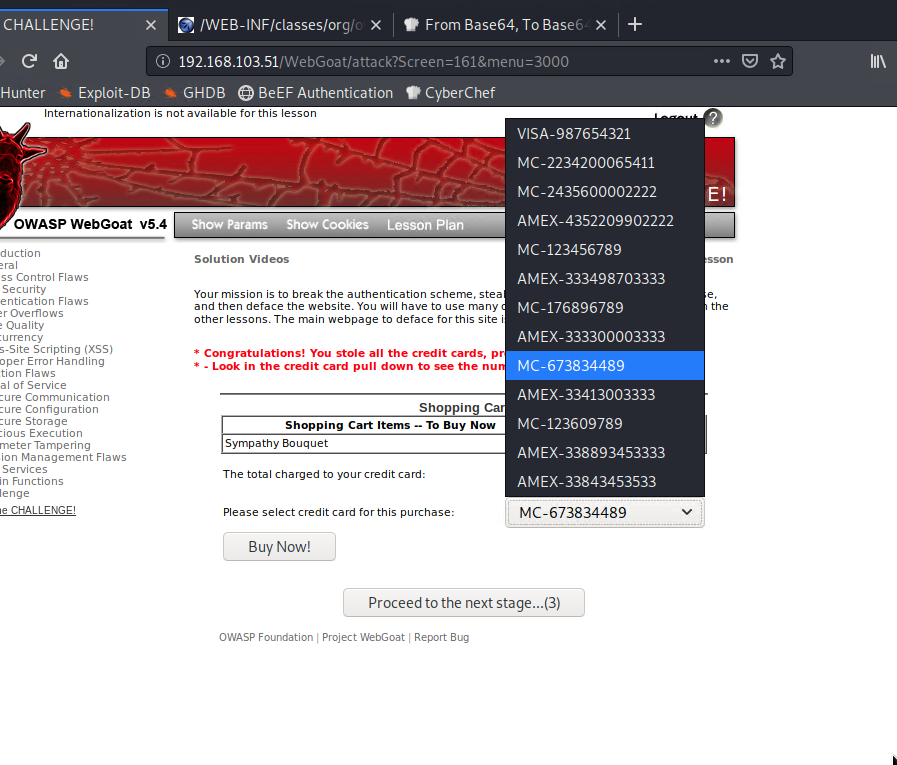 CHALLENGE!
/WEB-INF/classes/org/o
From Base64, To Base64
192.168.103.51/WebGoat/attack?Screen=161&menu=3000
Hunter
Exploit-DB
GHDB
BeEF Authentication
CyberChef
Internationalization is not available for this lesson
Logout ?
E!
OWASP WebGoat v5.4
Show Params
Show Cookies
Lesson Plan
duction
eral
ss Control Flaws
Security
entication Flaws
er Overflows
e Quality
currency
s-Site Scripting (XSS)
oper Error Handling
ction Flaws
al of Service
cure Communication
cure Configuration
cure Storage
cious Execution
meter Tampering
ion Management Flaws
Services
in Functions
lenge
e CHALLENGE!
Solution Videos
esson
Your mission is to break the authentication scheme, steal
se,
and then deface the website. You will have to use many
n the
other lessons. The main webpage to deface for this site
* Congratulations! You stole all the credit cards, pr
* - Look in the credit card pull down to see the num
Shopping Car
Shopping Cart Items -- To Buy Now
Sympathy Bouquet
The total charged to your credit card:
Please select credit card for this purchase:
VISA-987654321
MC-2234200065411
MC-2435600002222
AMEX-4352209902222
MC-123456789
AMEX-333498703333
MC-176896789
AMEX-333300003333
MC-673834489
AMEX-33413003333
MC-123609789
AMEX-338893453333
AMEX-33843453533
MC-673834489
Buy Now!
Proceed to the next stage...(3)
OWASP Foundation | Project WebGoat | Report Bug